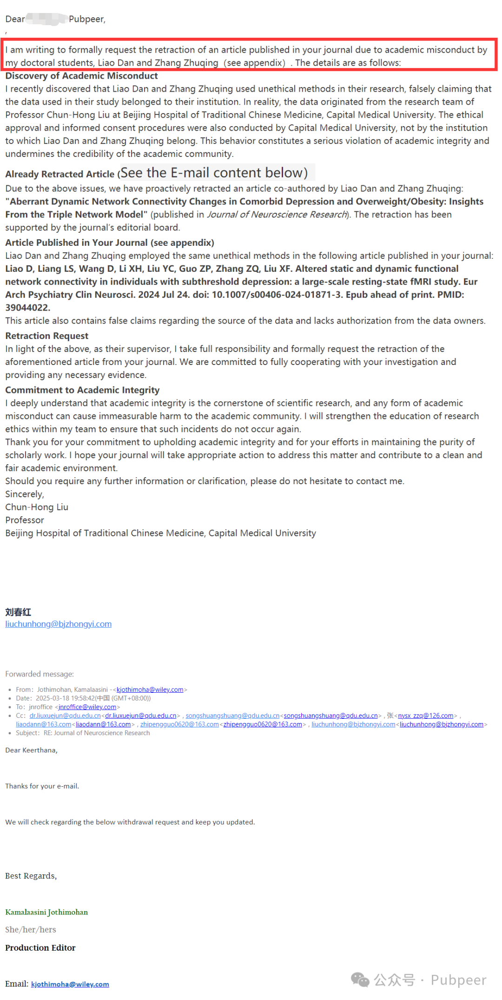 Dear Pubpeer,
,
I am writing to formally request the retraction of an article published in your journal due to academic misconduct by
my doctoral students, Liao Dan and Zhang Zhuqing（see appendix）. The details are as follows:
Discovery of Academic Misconduct
I recently discovered that Liao Dan and Zhang Zhuqing used unethical methods in their research, falsely claiming that
the data used in their study belonged to their institution. In reality, the data originated from the research team of
Professor Chun-Hong Liu at Beijing Hospital of Traditional Chinese Medicine, Capital Medical University. The ethical
approval and informed consent procedures were also conducted by Capital Medical University, not by the institution
to which Liao Dan and Zhang Zhuqing belong. This behavior constitutes a serious violation of academic integrity and
undermines the credibility of the academic community.
Already Retracted Article (See the E-mail content below）
Due to the above issues, we have proactively retracted an article co-authored by Liao Dan and Zhang Zhuqing:
"Aberrant Dynamic Network Connectivity Changes in Comorbid Depression and Overweight/Obesity: Insights
From the Triple Network Model" (published in Journal of Neuroscience Research). The retraction has been
supported by the journal's editorial board.
Article Published in Your Journal (see appendix)
Liao Dan and Zhang Zhuqing employed the same unethical methods in the following article published in your journal:
Liao D, Liang LS, Wang D, Li XH, Liu YC, Guo ZP, Zhang ZQ, Liu XF. Altered static and dynamic functional
network connectivity in individuals with subthreshold depression: a large-scale resting-state fMRI study. Eur
Arch Psychiatry Clin Neurosci. 2024 Jul 24. doi: 10.1007/s00406-024-01871-3. Epub ahead of print. PMID:
39044022.
This article also contains false claims regarding the source of the data and lacks authorization from the data owners.
Retraction Request
In light of the above, as their supervisor, I take full responsibility and formally request the retraction of the
aforementioned article from your journal. We are committed to fully cooperating with your investigation and
providing any necessary evidence.
Commitment to Academic Integrity
I deeply understand that academic integrity is the cornerstone of scientific research, and any form of academic
misconduct can cause immeasurable harm to the academic community. I will strengthen the education of research
ethics within my team to ensure that such incidents do not occur again.
Thank you for your commitment to upholding academic integrity and for your efforts in maintaining the purity of
scholarly work. I hope your journal will take appropriate action to address this matter and contribute to a clean and
fair academic environment.
Should you require any further information or clarification, please do not hesitate to contact me.
Sincerely,
Chun-Hong Liu
Professor
Beijing Hospital of Traditional Chinese Medicine, Capital Medical University
刘春红
liuchunhong@bjzhongyi.com
Forwarded message:
• From：Jothimohan, Kamalaasini -<kjothimoha@wiley.com>
• Date：2025-03-18 19:58:42(中国 (GMT+08:00))
• To：jnroffice <jnroffice@wiley.com>
• Cc：dr.liuxuejun@qdu.edu.cn<dr.liuxuejun@qdu.edu.cn> , songshuangshuang@qdu.edu.cn<songshuangshuang@qdu.edu.cn> , 张<nysx_zzq@126.com> ,
liaodann@163.com<liaodann@163.com> , zhipengguo0620@163.com<zhipengguo0620@163.com> , liuchunhong@bjzhongyi.com<liuchunhong@bjzhongyi.com>
• Subject：RE: Journal of Neuroscience Research
Dear Keerthana,
Thanks for your e-mail.
We will check regarding the below withdrawal request and keep you updated.
Best Regards,
Kamalaasini Jothimohan
She/her/hers
Production Editor
Email: kjothimoha@wiley.com
公众号 · Pubpeer